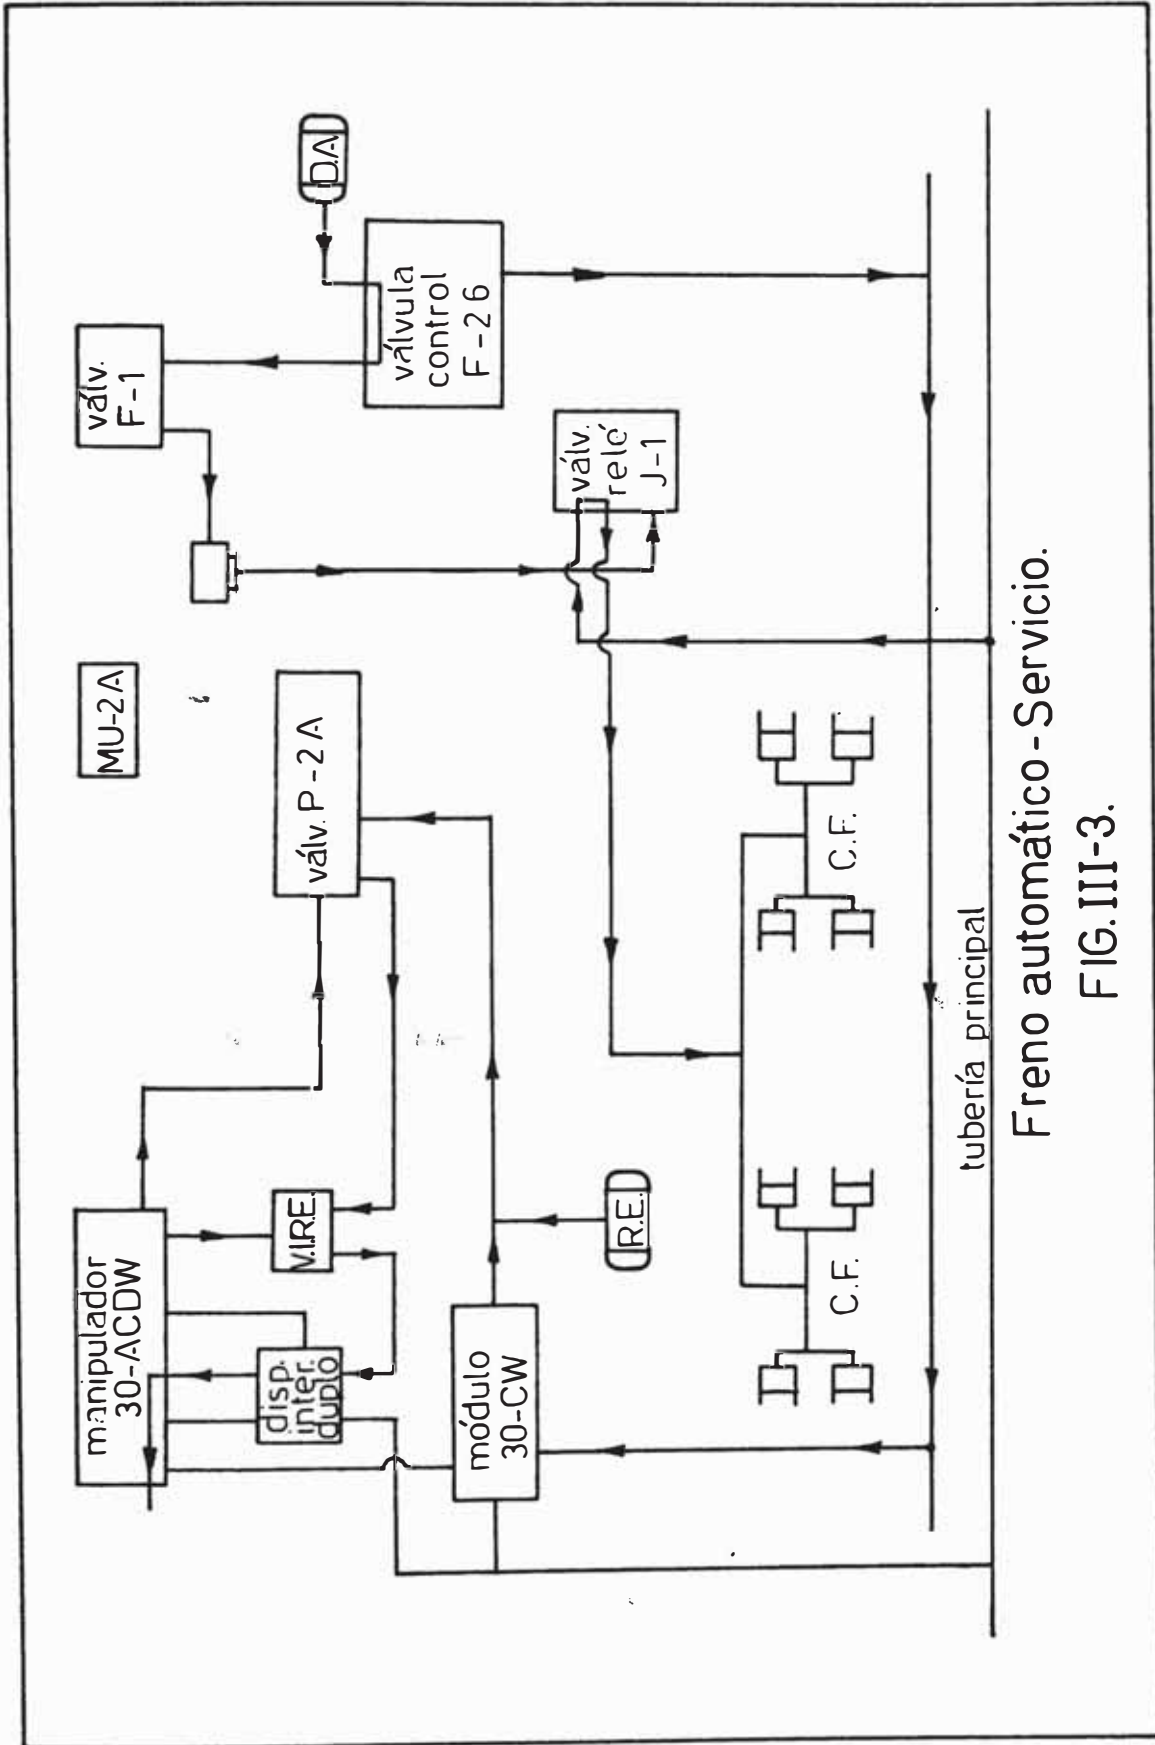 manipulador
30-ACDW
MU-2A
válv.
F-1
disp.
inter.
duplo
V.I.R.E.
válv. P-2A
D.A
válvula
control
F-26
módulo
30-CW
R.E.
válv.
relé
J-1
C.F.
C.F.
tubería principal
Freno automático-Servicio.
FIG. III-3.